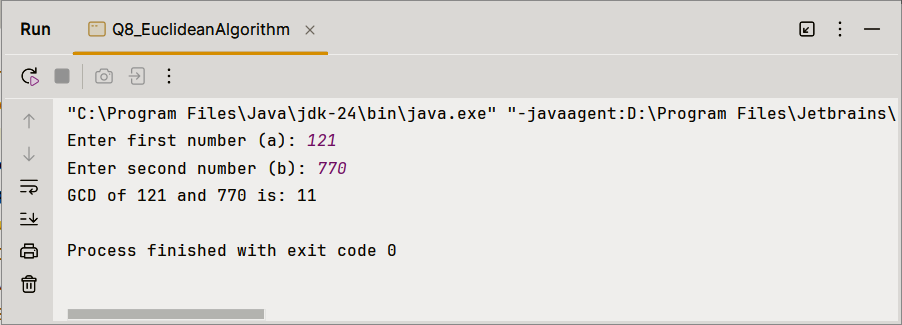 Run Q8_EuclideanAlgorithm
"C:\Program Files\Java\jdk-24\bin\java.exe" "-javaagent:D:\Program Files\Jetbrains\
Enter first number (a): 121
Enter second number (b): 770
GCD of 121 and 770 is: 11
Process finished with exit code 0